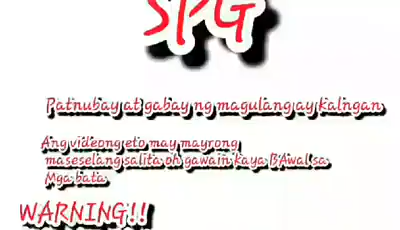 SPG
Patnubay at gabay ng magulang ay kalngan
Ang videong eto may mayrong
maseselang salita oh gawain kaya BAwal sa
Mga bata
WARNING!!